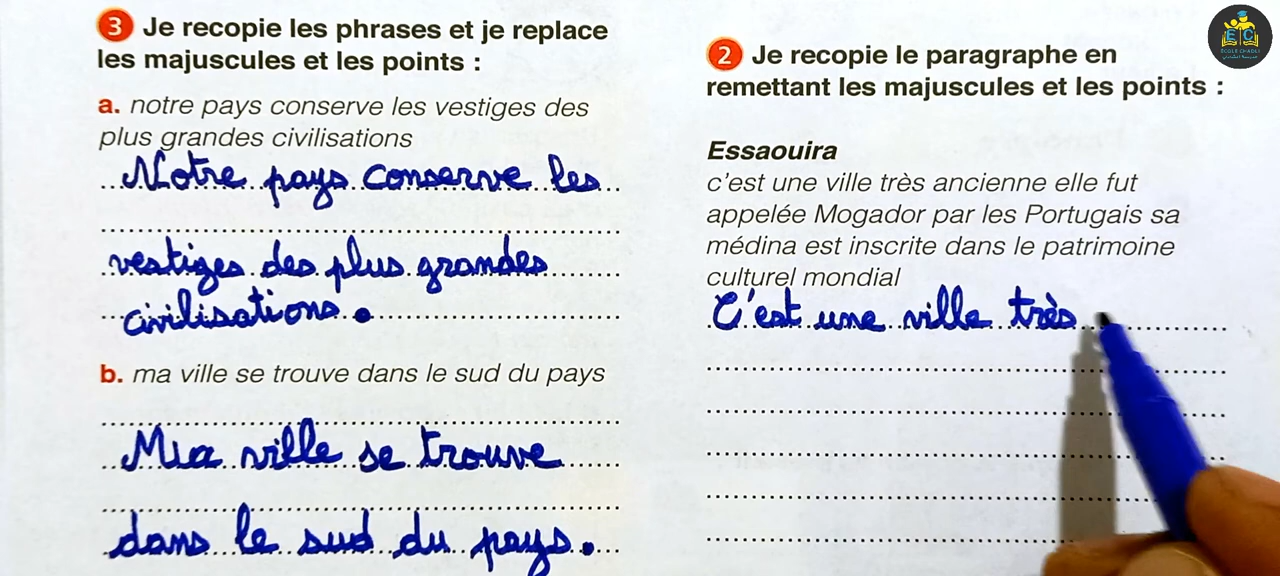 3 Je recopie les phrases et je replace
les majuscules et les points :
a. notre pays conserve les vestiges des
plus grandes civilisations
Notre pays conserve les
vestiges des plus grandes
civilisations.
b. ma ville se trouve dans le sud du pays
Ma ville se trouve
dans le sud du pays.
2 Je recopie le paragraphe en
remettant les majuscules et les points :
Essaouira
c'est une ville très ancienne elle fut
appelée Mogador par les Portugais sa
médina est inscrite dans le patrimoine
culturel mondial
C'est une ville très
EC